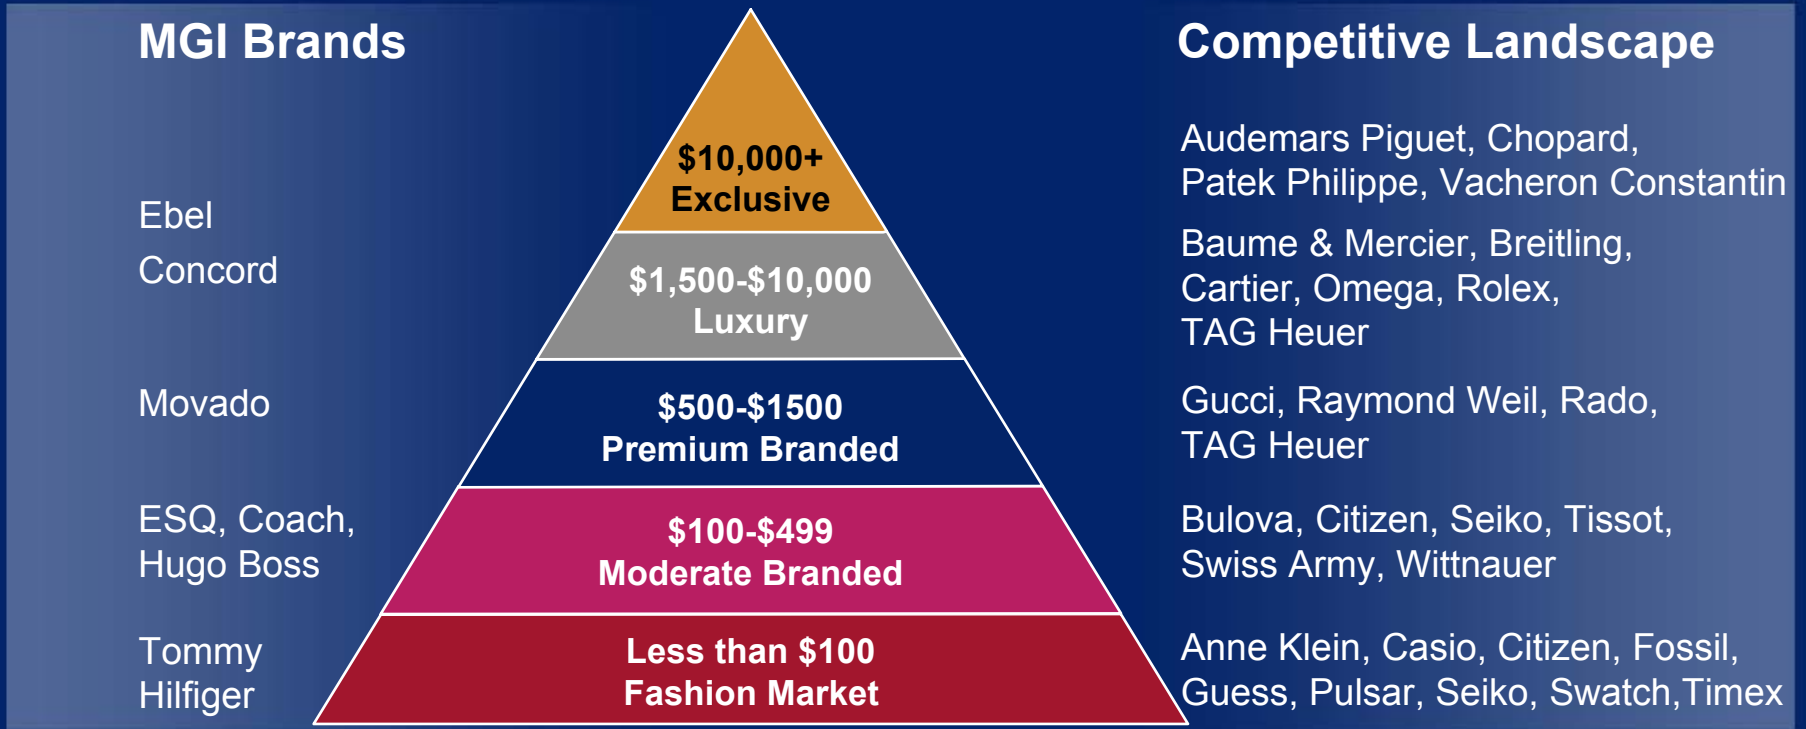 MGI Brands
Competitive Landscape
$10,000+
Exclusive
Audemars Piguet, Chopard,
Patek Philippe, Vacheron Constantin
Ebel
Concord
$1,500-$10,000
Luxury
Baume & Mercier, Breitling,
Cartier, Omega, Rolex,
TAG Heuer
Movado
$500-$1500
Premium Branded
Gucci, Raymond Weil, Rado,
TAG Heuer
ESQ, Coach,
Hugo Boss
$100-$499
Moderate Branded
Bulova, Citizen, Seiko, Tissot,
Swiss Army, Wittnauer
Tommy
Hilfiger
Less than $100
Fashion Market
Anne Klein, Casio, Citizen, Fossil,
Guess, Pulsar, Seiko, Swatch,Timex